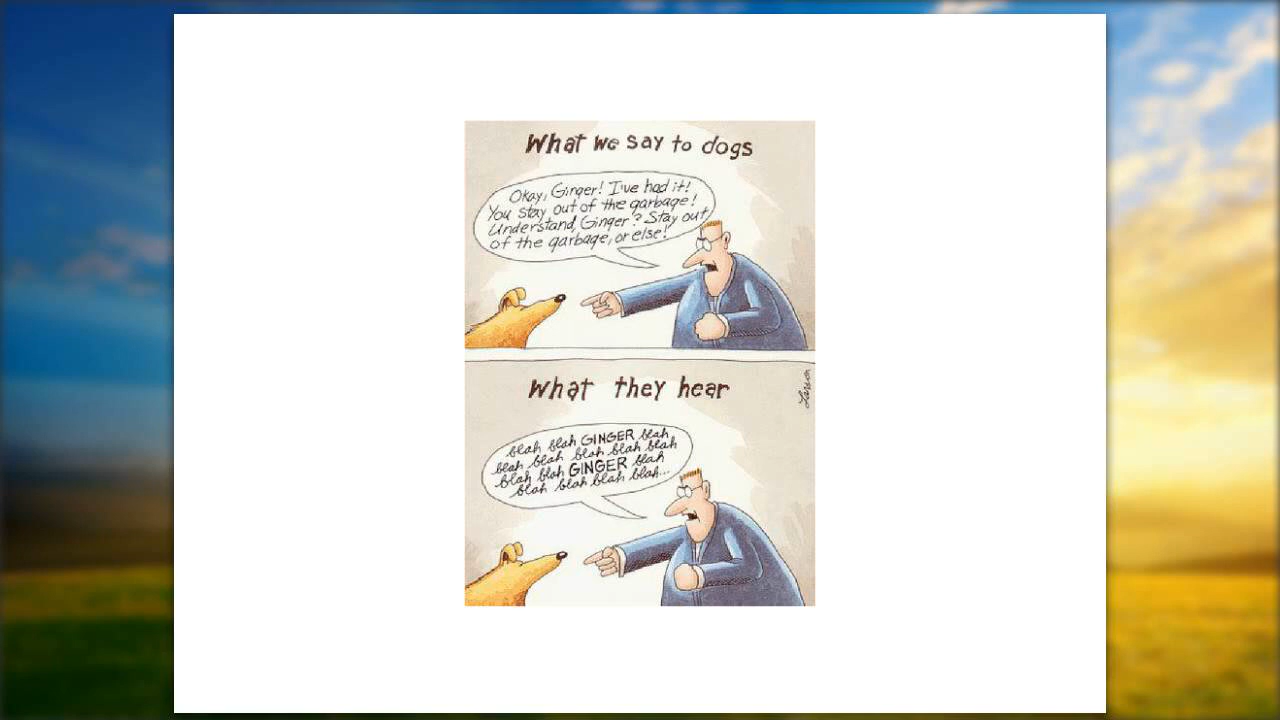 What we say to dogs
Okay, Ginger! I've had it!
You stay out of the garbage!
Understand, Ginger? Stay out
of the garbage, or else!
What they hear
blah blah GINGER blah
blah blah blah blah blah
blah blah GINGER blah
blah blah blah blah...
Larson